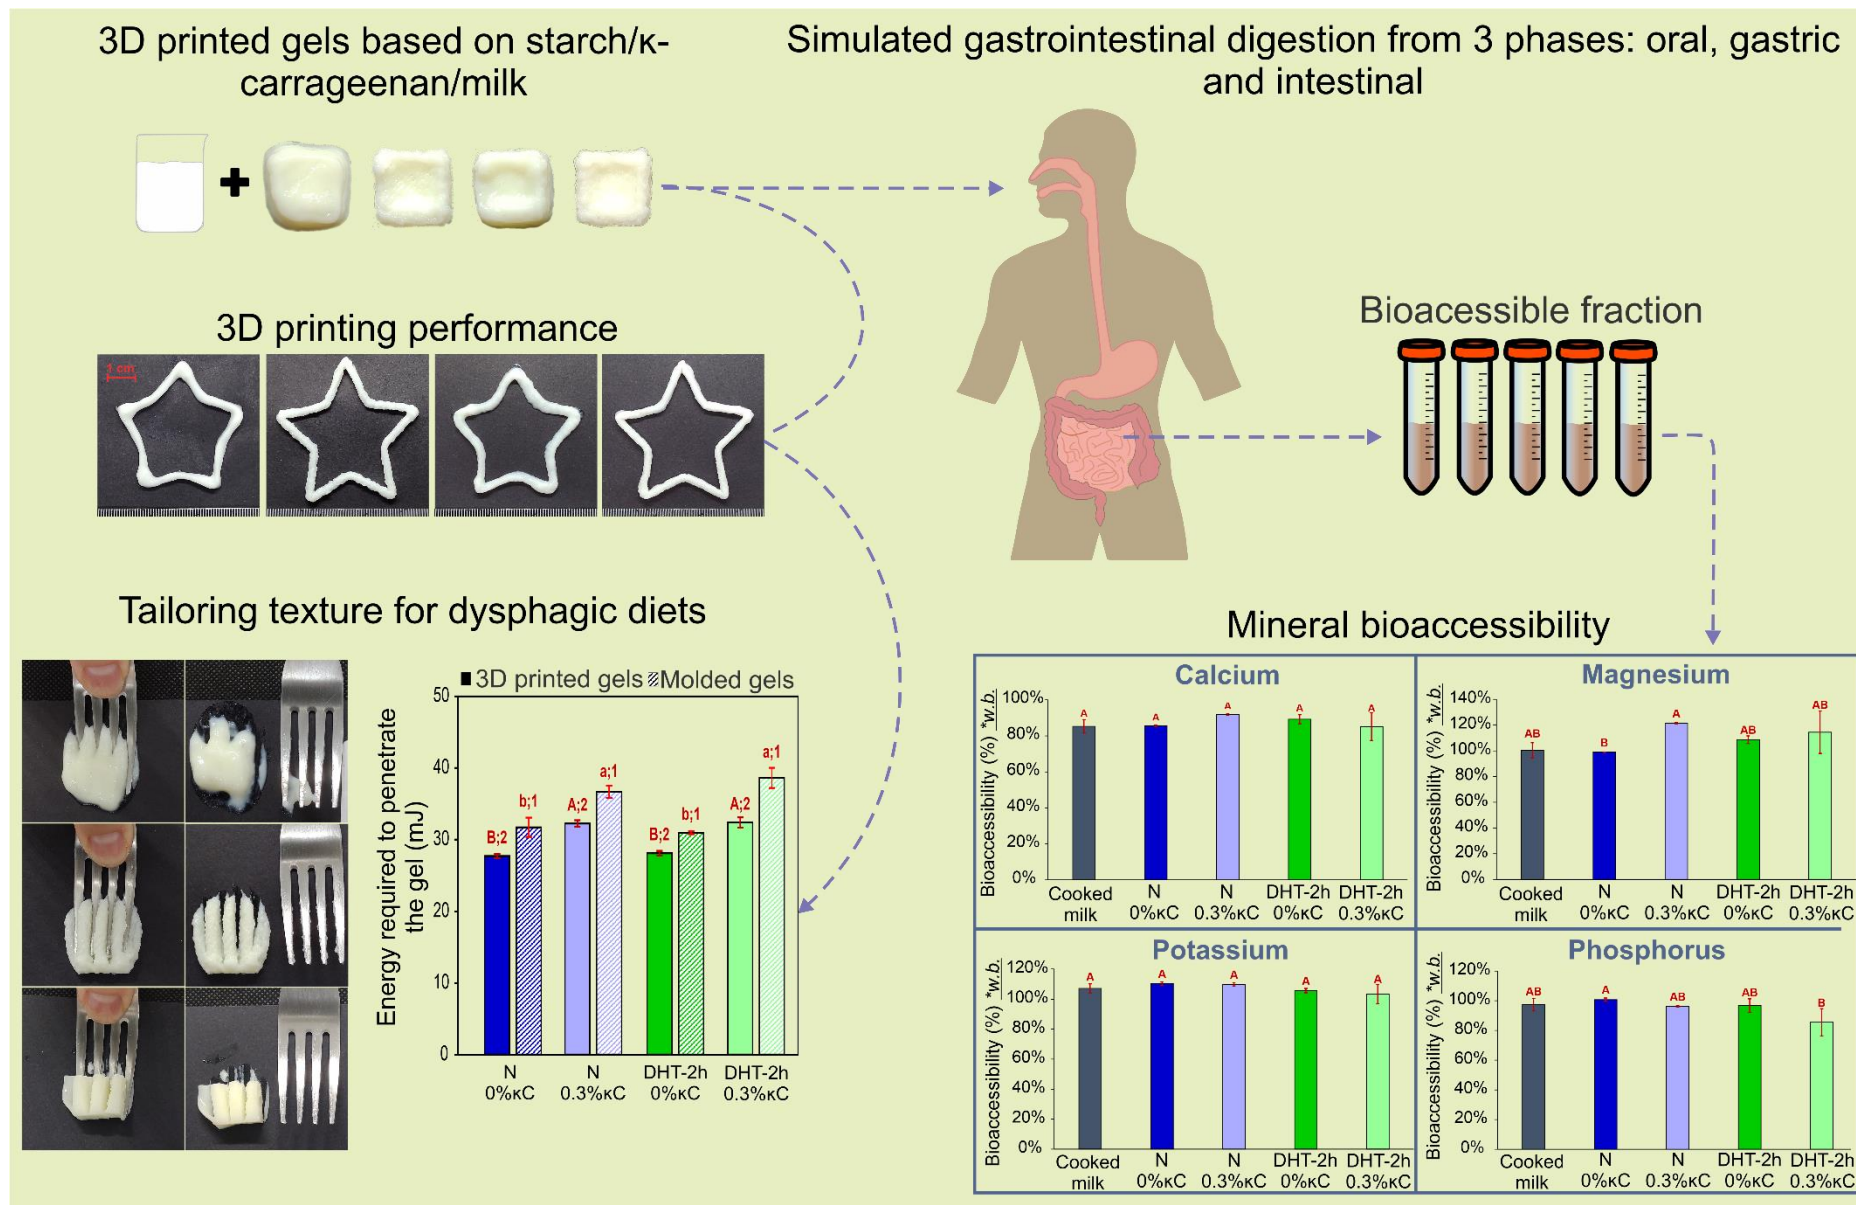 3D printed gels based on starch/κ-
carrageenan/milk
Simulated gastrointestinal digestion from 3 phases: oral, gastric
and intestinal
3D printing performance
1 cm
Bioacessible fraction
Tailoring texture for dysphagic diets
3D printed gels
Molded gels
Energy required to penetrate
the gel (mJ)
50
40
30
20
10
0
B;2
b;1
A;2
a;1
B;2
b;1
A;2
a;1
N
0%κC
N
0.3%κC
DHT-2h
0%κC
DHT-2h
0.3%κC
Mineral bioaccessibility
Calcium
Bioaccessibility (%) *w.b.
100%
80%
60%
40%
20%
0%
A
A
A
A
A
Cooked
milk
N
0%κC
N
0.3%κC
DHT-2h
0%κC
DHT-2h
0.3%κC
Magnesium
Bioaccessibility (%) *w.b.
140%
120%
100%
80%
60%
40%
20%
0%
AB
B
A
AB
AB
Cooked
milk
N
0%κC
N
0.3%κC
DHT-2h
0%κC
DHT-2h
0.3%κC
Potassium
Bioaccessibility (%) *w.b.
120%
100%
80%
60%
40%
20%
0%
A
A
A
A
A
Cooked
milk
N
0%κC
N
0.3%κC
DHT-2h
0%κC
DHT-2h
0.3%κC
Phosphorus
Bioaccessibility (%) *w.b.
120%
100%
80%
60%
40%
20%
0%
AB
A
AB
AB
B
Cooked
milk
N
0%κC
N
0.3%κC
DHT-2h
0%κC
DHT-2h
0.3%κC